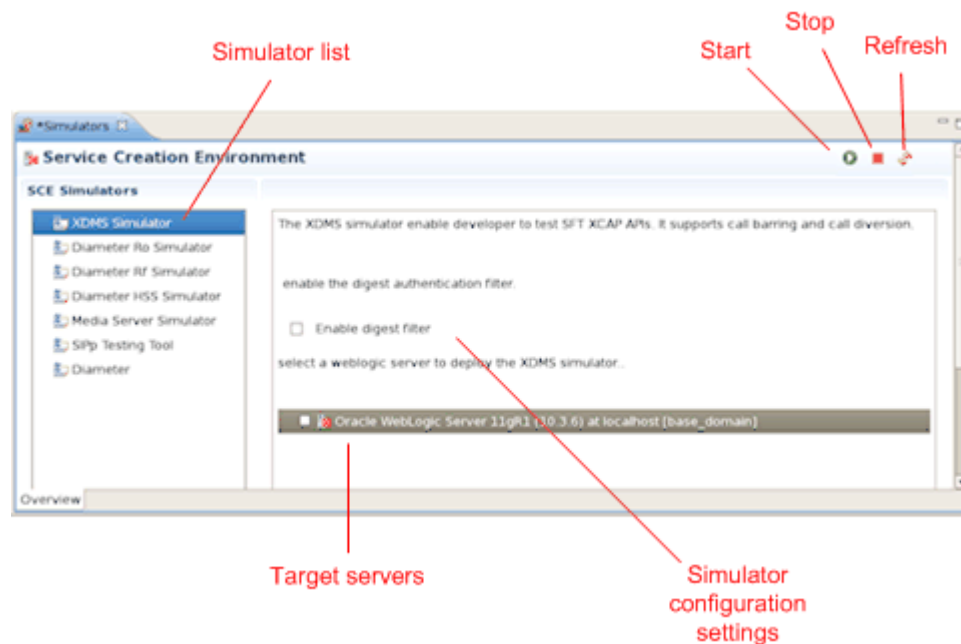 Stop
Simulator list
Start
Refresh
*Simulators
Service Creation Environment
SCE Simulators
XDMS Simulator
Diameter Ro Simulator
Diameter Rf Simulator
Diameter HSS Simulator
Media Server Simulator
SIPp Testing Tool
Diameter
The XDMS simulator enable developer to test SFT XCAP APIs. It supports call barring and call diversion.
enable the digest authentication filter.
Enable digest filter
select a weblogic server to deploy the XDMS simulator..
Oracle WebLogic Server 11gR1 (10.3.6) at localhost [base_domain]
Overview
Target servers
Simulator
configuration
settings